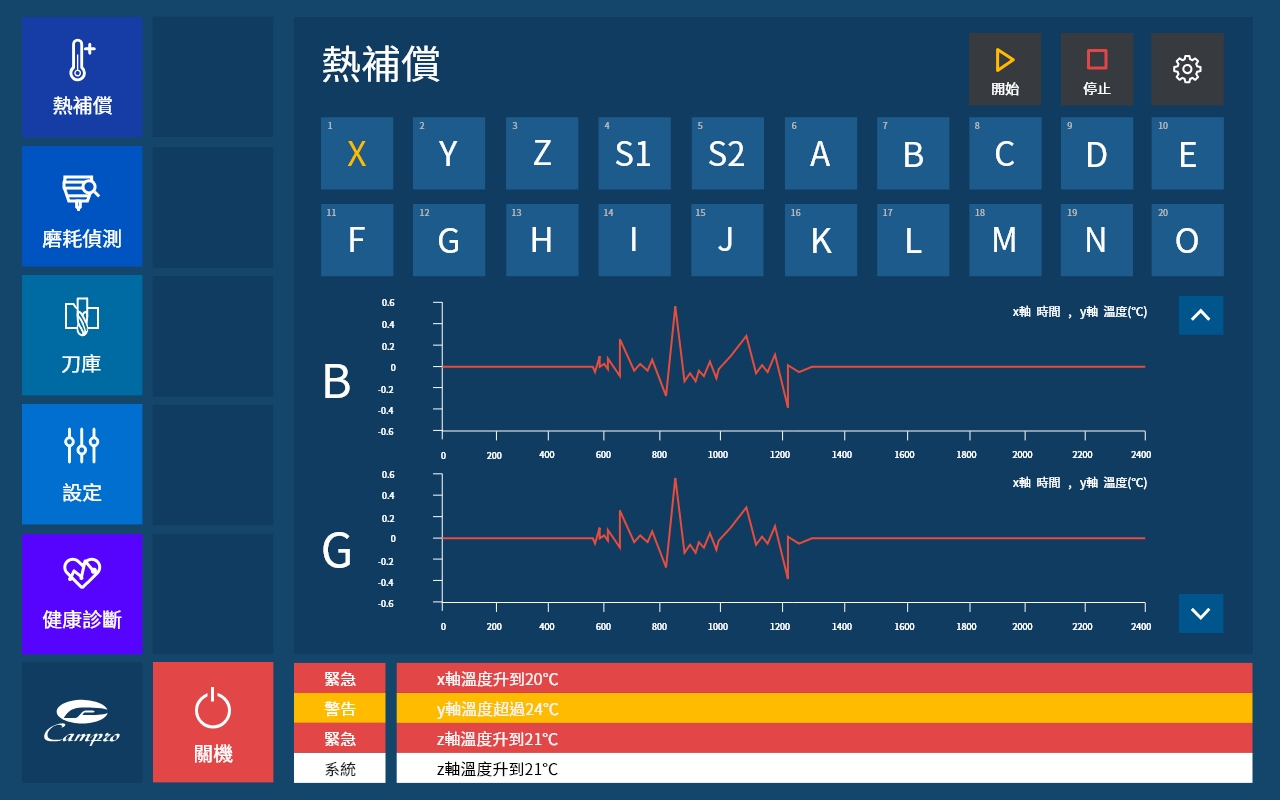 熱補償
磨耗偵測
刀庫
設定
健康診斷
Campro
關機
熱補償
開始
停止
1 2 3 4 5 6 7 8 9 10
X Y Z S1 S2 A B C D E
11 12 13 14 15 16 17 18 19 20
F G H I J K L M N O
B
x軸 時間 , y軸 溫度(℃)
0.6
0.4
0.2
0
-0.2
-0.4
-0.6
0 200 400 600 800 1000 1200 1400 1600 1800 2000 2200 2400
G
x軸 時間 , y軸 溫度(℃)
0.6
0.4
0.2
0
-0.2
-0.4
-0.6
0 200 400 600 800 1000 1200 1400 1600 1800 2000 2200 2400
緊急 x軸溫度升到20℃
警告 y軸溫度超過24℃
緊急 z軸溫度升到21℃
系統 z軸溫度升到21℃